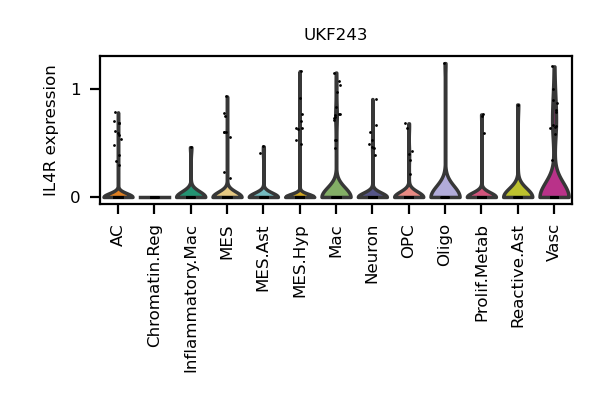 UKF243
IL4R expression
1
0
AC
Chromatin.Reg
Inflammatory.Mac
MES
MES.Ast
MES.Hyp
Mac
Neuron
OPC
Oligo
Prolif.Metab
Reactive.Ast
Vasc